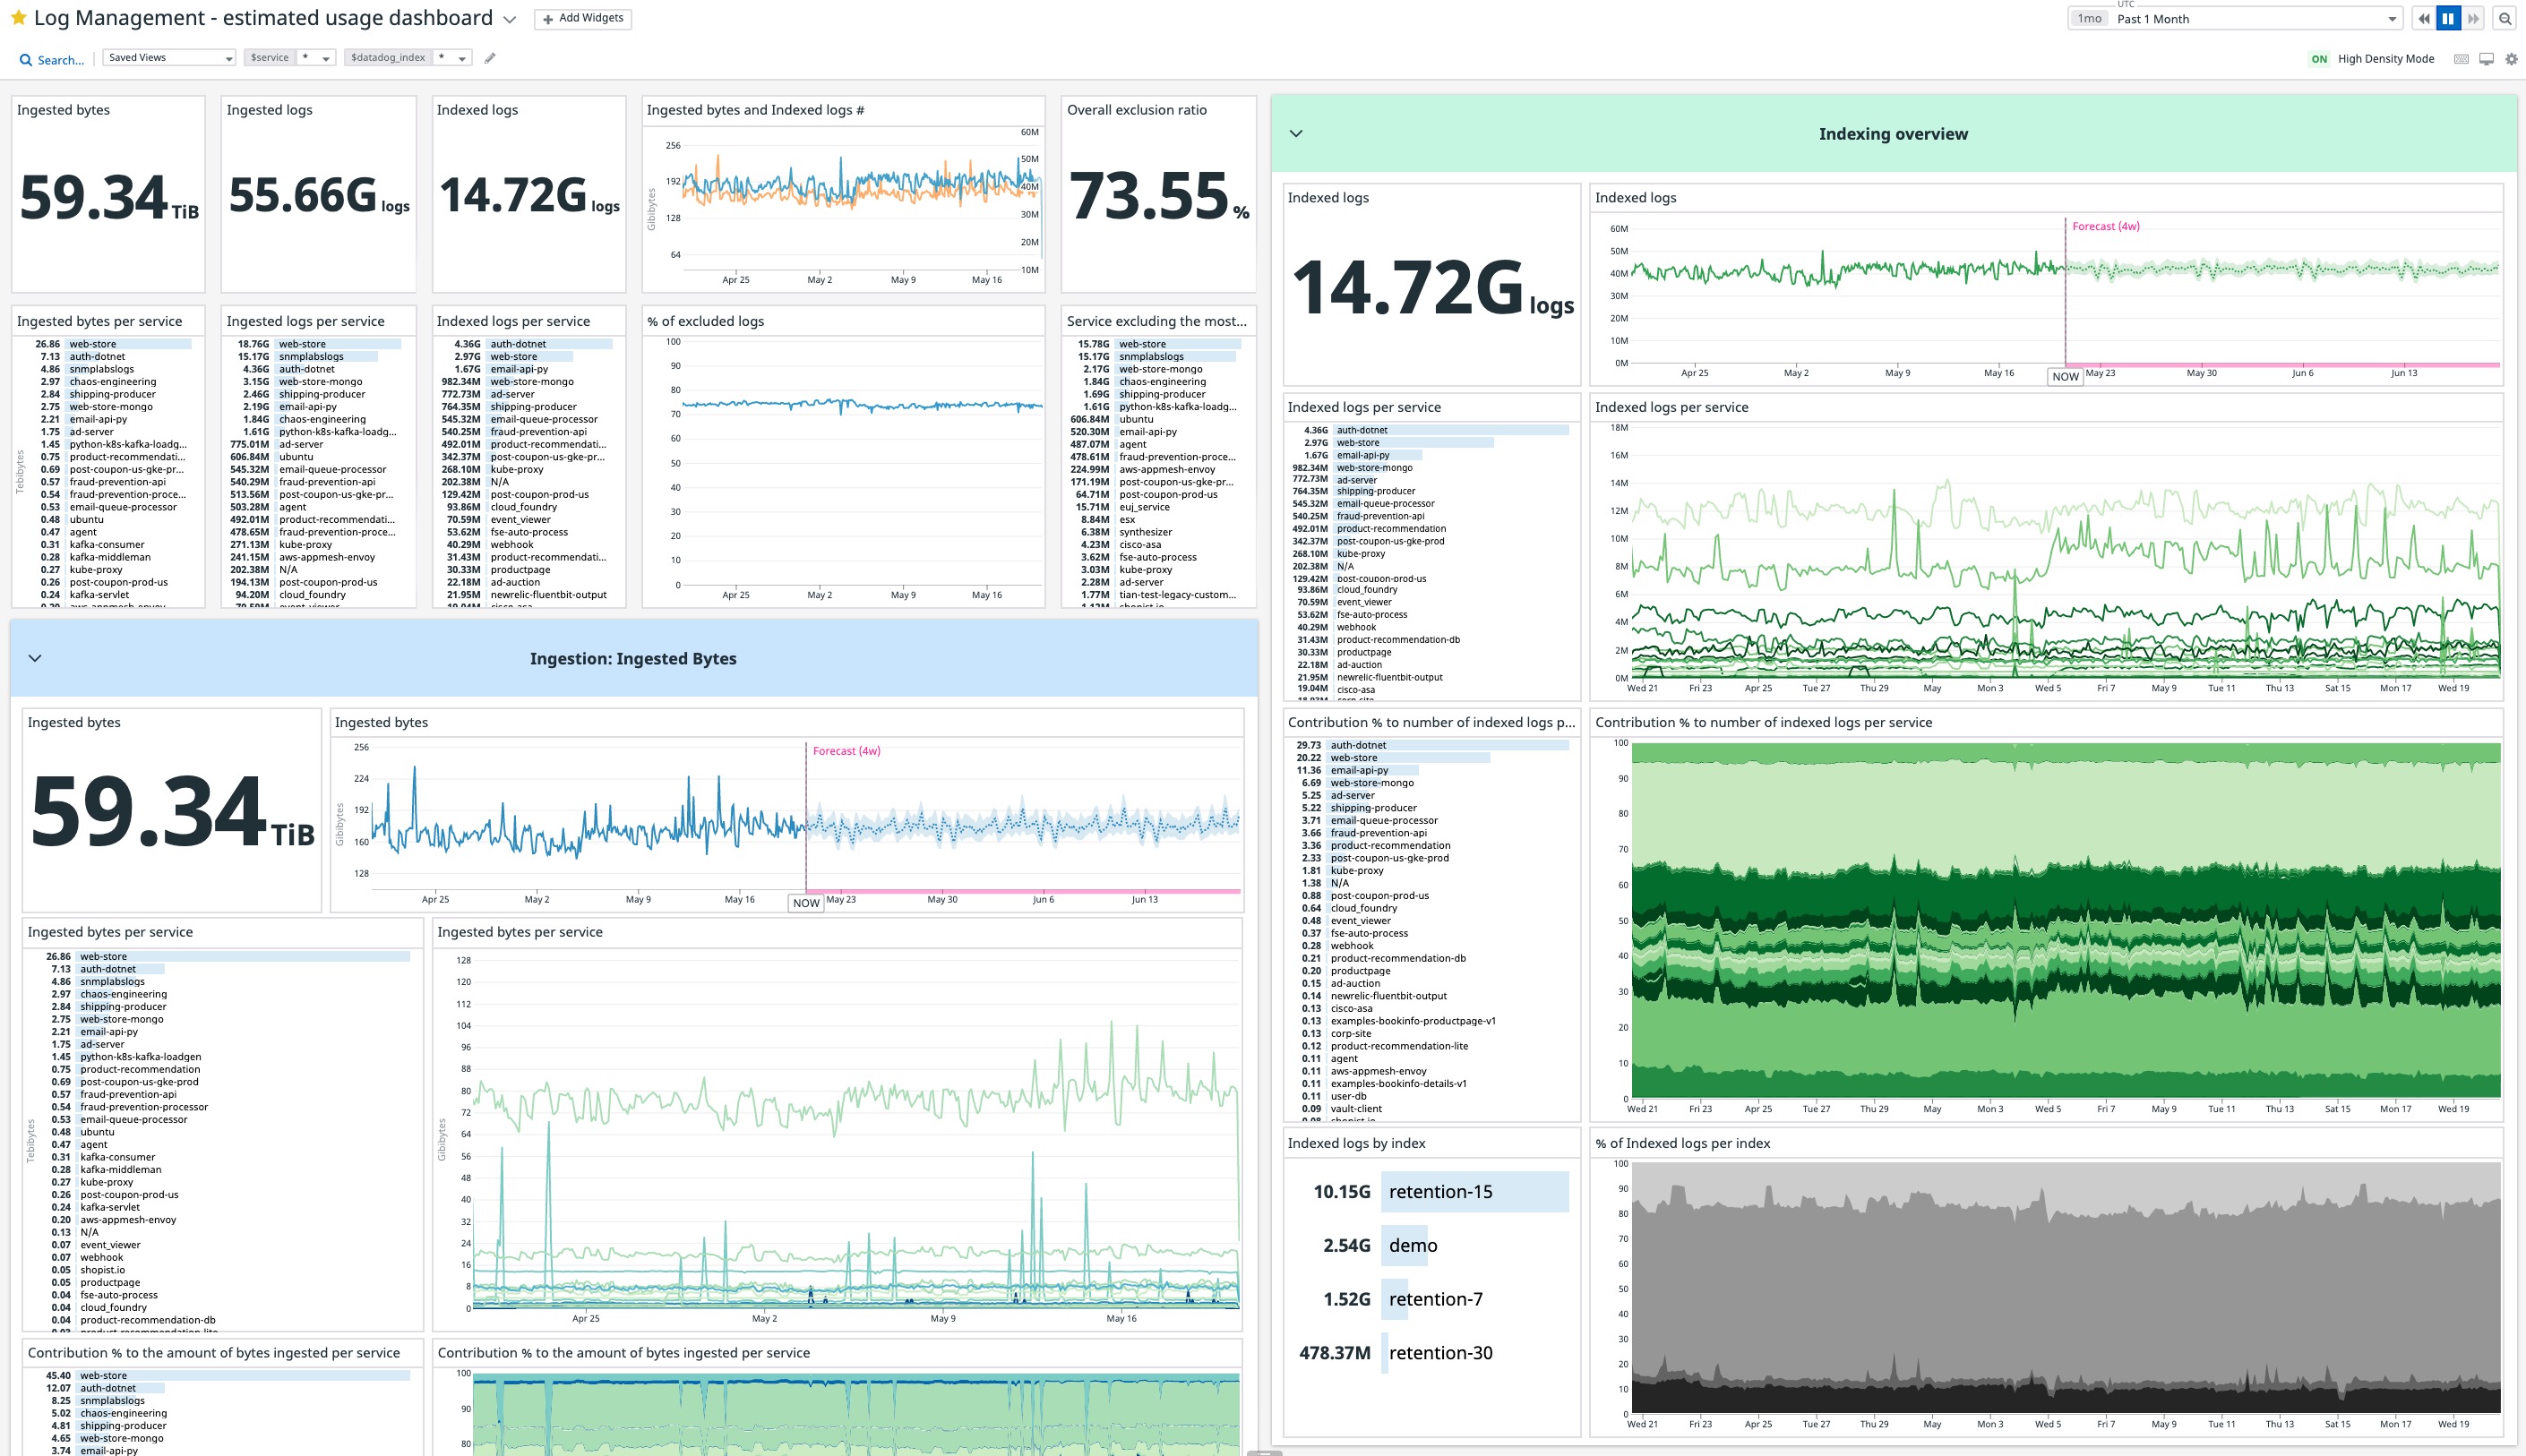 Log Management - estimated usage dashboard
+ Add Widgets
UTC
1mo Past 1 Month
Search...
Saved Views
$service *
$datadog_index *
ON High Density Mode
Ingested bytes
59.34 TiB
Ingested logs
55.66G logs
Indexed logs
14.72G logs
Ingested bytes and Indexed logs #
Gibibytes
256
192
128
64
60M
50M
40M
30M
20M
10M
Apr 25 May 2 May 9 May 16
Overall exclusion ratio
73.55 %
Ingested bytes per service
Tebibytes
26.86 web-store
7.13 auth-dotnet
4.86 snmplabslogs
2.97 chaos-engineering
2.84 shipping-producer
2.75 web-store-mongo
2.21 email-api-py
1.75 ad-server
1.45 python-k8s-kafka-loadg...
0.75 product-recommendati...
0.69 post-coupon-us-gke-pr...
0.57 fraud-prevention-api
0.54 fraud-prevention-proce...
0.53 email-queue-processor
0.48 ubuntu
0.47 agent
0.31 kafka-consumer
0.28 kafka-middleman
0.27 kube-proxy
0.26 post-coupon-prod-us
0.24 kafka-servlet
0.20 aws-appmesh-envoy
Ingested logs per service
18.76G web-store
15.17G snmplabslogs
4.36G auth-dotnet
3.15G web-store-mongo
2.46G shipping-producer
2.19G email-api-py
1.84G chaos-engineering
1.61G python-k8s-kafka-loadg...
775.01M ad-server
606.84M ubuntu
545.32M email-queue-processor
540.29M fraud-prevention-api
513.56M post-coupon-us-gke-pr...
503.28M agent
492.01M product-recommendati...
478.65M fraud-prevention-proce...
271.13M kube-proxy
241.15M aws-appmesh-envoy
202.38M N/A
194.13M post-coupon-prod-us
94.20M cloud_foundry
70.59M event_viewer
Indexed logs per service
4.36G auth-dotnet
2.97G web-store
1.67G email-api-py
982.34M web-store-mongo
772.73M ad-server
764.35M shipping-producer
545.32M email-queue-processor
540.25M fraud-prevention-api
492.01M product-recommendati...
342.37M post-coupon-us-gke-pr...
268.10M kube-proxy
202.38M N/A
129.42M post-coupon-prod-us
93.86M cloud_foundry
70.59M event_viewer
53.62M fse-auto-process
40.29M webhook
31.43M product-recommendati...
30.33M productpage
22.18M ad-auction
21.95M newrelic-fluentbit-output
19.04M cisco-asa
% of excluded logs
100
90
80
70
60
50
40
30
20
10
0
Apr 25 May 2 May 9 May 16
Service excluding the most...
15.78G web-store
15.17G snmplabslogs
2.17G web-store-mongo
1.84G chaos-engineering
1.69G shipping-producer
1.61G python-k8s-kafka-loadg...
606.84M ubuntu
520.30M email-api-py
487.07M agent
478.61M fraud-prevention-proce...
224.99M aws-appmesh-envoy
171.19M post-coupon-us-gke-pr...
64.71M post-coupon-prod-us
15.71M euj_service
8.84M esx
6.38M synthesizer
4.23M cisco-asa
3.62M fse-auto-process
3.03M kube-proxy
2.28M ad-server
1.77M tian-test-legacy-custom...
Ingestion: Ingested Bytes
Ingested bytes
59.34 TiB
Ingested bytes
Gibibytes
256
224
192
160
128
Forecast (4w)
Apr 25 May 2 May 9 May 16 NOW May 23 May 30 Jun 6 Jun 13
Ingested bytes per service
Tebibytes
26.86 web-store
7.13 auth-dotnet
4.86 snmplabslogs
2.97 chaos-engineering
2.84 shipping-producer
2.75 web-store-mongo
2.21 email-api-py
1.75 ad-server
1.45 python-k8s-kafka-loadgen
0.75 product-recommendation
0.69 post-coupon-us-gke-prod
0.57 fraud-prevention-api
0.54 fraud-prevention-processor
0.53 email-queue-processor
0.48 ubuntu
0.47 agent
0.31 kafka-consumer
0.28 kafka-middleman
0.27 kube-proxy
0.26 post-coupon-prod-us
0.24 kafka-servlet
0.20 aws-appmesh-envoy
0.13 N/A
0.07 event_viewer
0.07 webhook
0.05 shopist.io
0.05 productpage
0.04 fse-auto-process
0.04 cloud_foundry
0.04 product-recommendation-db
Ingested bytes per service
Gibibytes
128
120
112
104
96
88
80
72
64
56
48
40
32
24
16
8
0
Apr 25 May 2 May 9 May 16
Contribution % to the amount of bytes ingested per service
45.40 web-store
12.07 auth-dotnet
8.25 snmplabslogs
5.02 chaos-engineering
4.81 shipping-producer
4.65 web-store-mongo
3.74 email-api-py
Contribution % to the amount of bytes ingested per service
100
90
80
Indexing overview
Indexed logs
14.72G logs
Indexed logs
60M
50M
40M
30M
20M
10M
0M
Forecast (4w)
Apr 25 May 2 May 9 May 16 NOW May 23 May 30 Jun 6 Jun 13
Indexed logs per service
4.36G auth-dotnet
2.97G web-store
1.67G email-api-py
982.34M web-store-mongo
772.73M ad-server
764.35M shipping-producer
545.32M email-queue-processor
540.25M fraud-prevention-api
492.01M product-recommendation
342.37M post-coupon-us-gke-prod
268.10M kube-proxy
202.38M N/A
129.42M post-coupon-prod-us
93.86M cloud_foundry
70.59M event_viewer
53.62M fse-auto-process
40.29M webhook
31.43M product-recommendation-db
30.33M productpage
22.18M ad-auction
21.95M newrelic-fluentbit-output
19.04M cisco-asa
Indexed logs per service
18M
16M
14M
12M
10M
8M
6M
4M
2M
0M
Wed 21 Fri 23 Apr 25 Tue 27 Thu 29 May Mon 3 Wed 5 Fri 7 May 9 Tue 11 Thu 13 Sat 15 Mon 17 Wed 19
Contribution % to number of indexed logs p...
29.73 auth-dotnet
20.22 web-store
11.36 email-api-py
6.69 web-store-mongo
5.25 ad-server
5.22 shipping-producer
3.71 email-queue-processor
3.66 fraud-prevention-api
3.36 product-recommendation
2.33 post-coupon-us-gke-prod
1.81 kube-proxy
1.38 N/A
0.88 post-coupon-prod-us
0.64 cloud_foundry
0.48 event_viewer
0.37 fse-auto-process
0.28 webhook
0.21 product-recommendation-db
0.20 productpage
0.15 ad-auction
0.14 newrelic-fluentbit-output
0.13 cisco-asa
0.13 examples-bookinfo-productpage-v1
0.13 corp-site
0.12 product-recommendation-lite
0.11 agent
0.11 aws-appmesh-envoy
0.11 examples-bookinfo-details-v1
0.11 user-db
0.09 vault-client
Contribution % to number of indexed logs per service
100
90
80
70
60
50
40
30
20
10
0
Wed 21 Fri 23 Apr 25 Tue 27 Thu 29 May Mon 3 Wed 5 Fri 7 May 9 Tue 11 Thu 13 Sat 15 Mon 17 Wed 19
Indexed logs by index
10.15G retention-15
2.54G demo
1.52G retention-7
478.37M retention-30
% of Indexed logs per index
100
90
80
70
60
50
40
30
20
10
0
Wed 21 Fri 23 Apr 25 Tue 27 Thu 29 May Mon 3 Wed 5 Fri 7 May 9 Tue 11 Thu 13 Sat 15 Mon 17 Wed 19